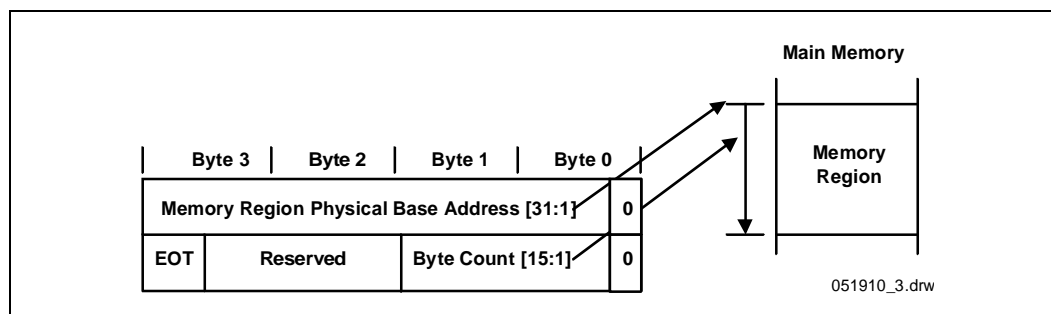 Main Memory
Byte 3 Byte 2 Byte 1 Byte 0
Memory
Region
Memory Region Physical Base Address [31:1] 0
EOT Reserved Byte Count [15:1] 0
051910_3.drw